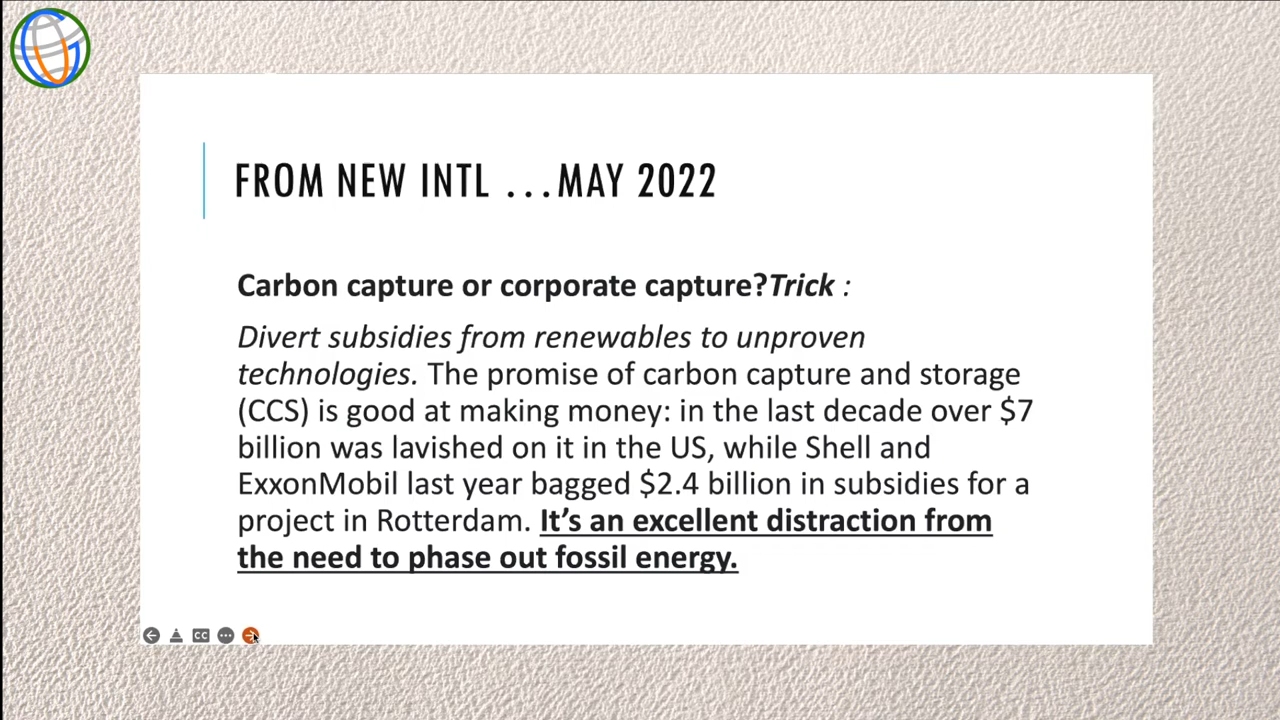 FROM NEW INTL ...MAY 2022
Carbon capture or corporate capture?Trick :
Divert subsidies from renewables to unproven
technologies. The promise of carbon capture and storage
(CCS) is good at making money: in the last decade over $7
billion was lavished on it in the US, while Shell and
ExxonMobil last year bagged $2.4 billion in subsidies for a
project in Rotterdam. It’s an excellent distraction from
the need to phase out fossil energy.
CC